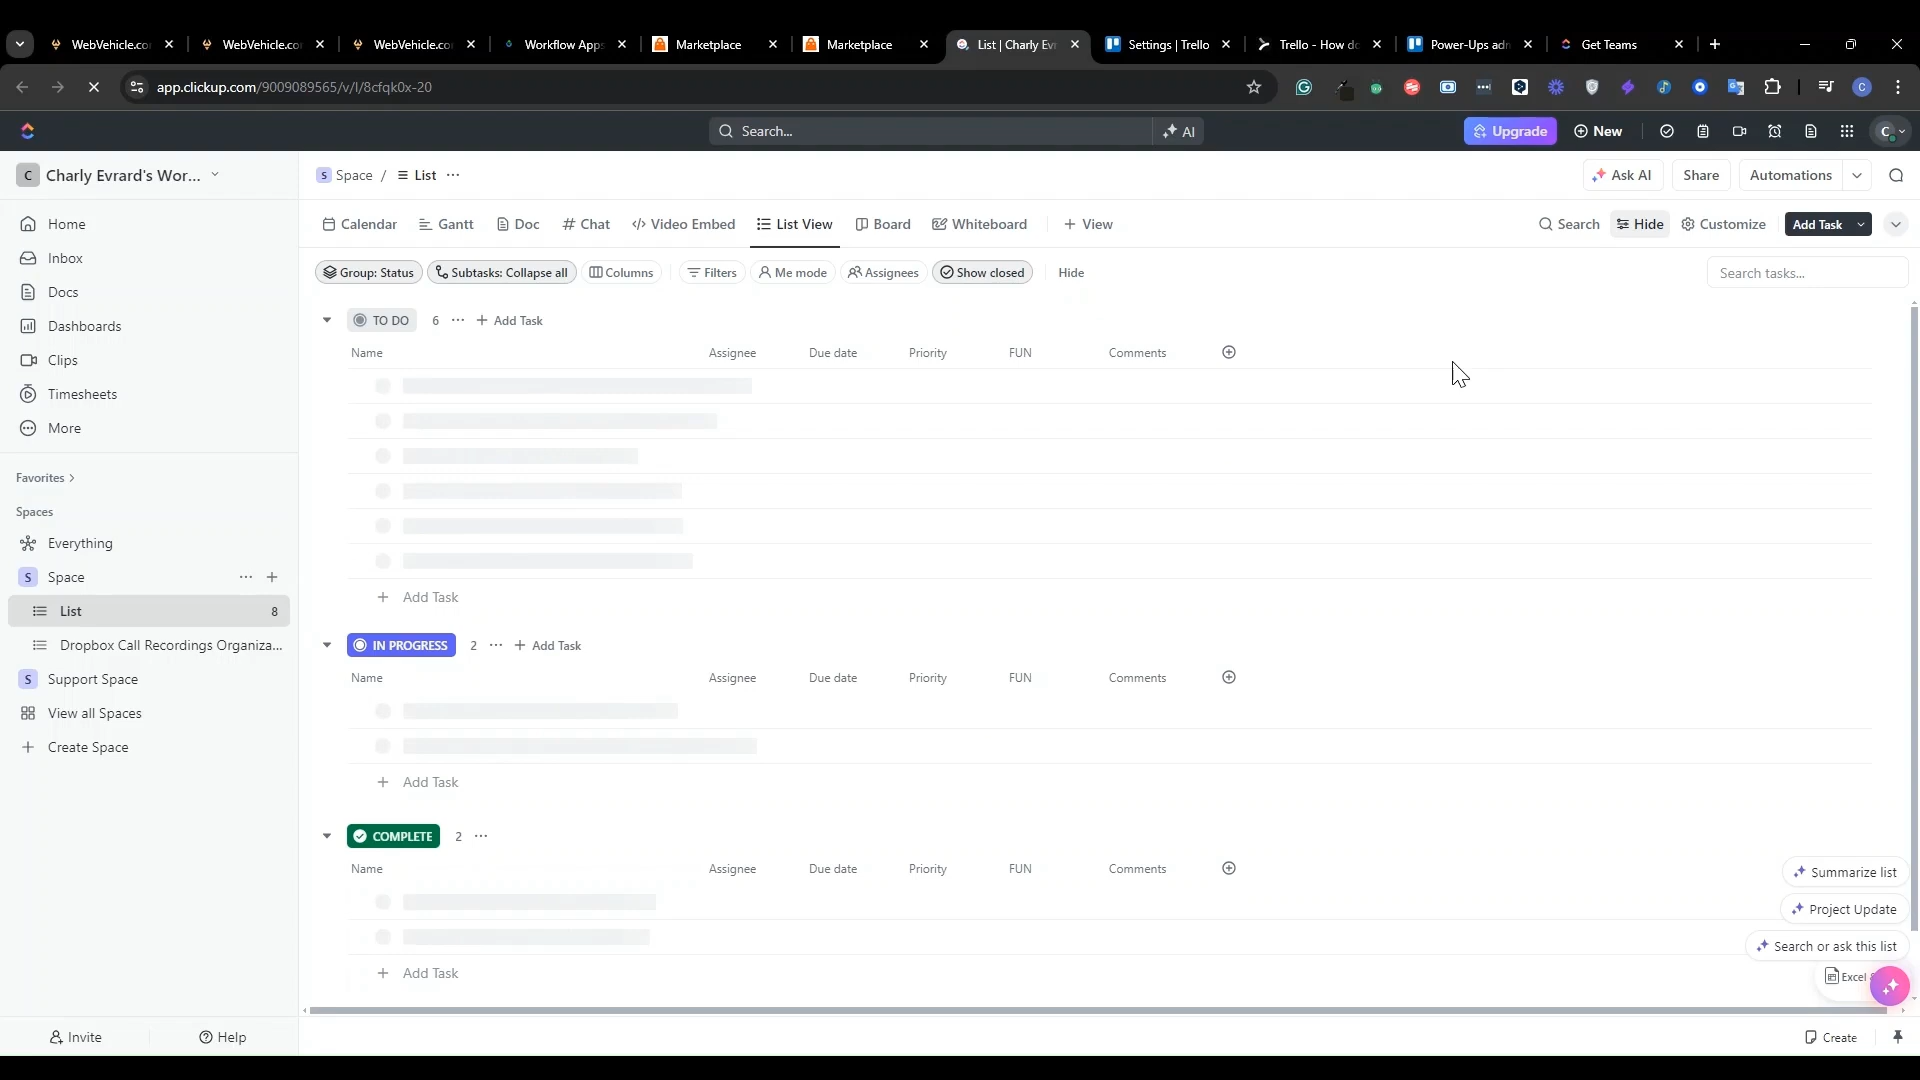 WebVehicle.co
WebVehicle.co
WebVehicle.co
Workflow Apps
Marketplace
Marketplace
List | Charly Ev
Settings | Trello
Trello - How do
Power-Ups ad
Get Teams
app.clickup.com/9009089565/v/l/8cfqk0x-20
Search...
AI
Upgrade
New
C
C
Charly Evrard's Wor...
S Space / List
Ask AI
Share
Automations
Home
Inbox
Docs
Dashboards
Clips
Timesheets
More
Favorites
Spaces
Everything
S Space
List 8
Dropbox Call Recordings Organiza...
S Support Space
View all Spaces
Create Space
Invite
Help
Calendar
Gantt
Doc
Chat
Video Embed
List View
Board
Whiteboard
View
Search
Hide
Customize
Add Task
Group: Status
Subtasks: Collapse all
Columns
Filters
Me mode
Assignees
Show closed
Hide
Search tasks...
TO DO 6 Add Task
Name Assignee Due date Priority FUN Comments
Add Task
IN PROGRESS 2 Add Task
Name Assignee Due date Priority FUN Comments
Add Task
COMPLETE 2
Name Assignee Due date Priority FUN Comments
Add Task
Summarize list
Project Update
Search or ask this list
Excel
Create